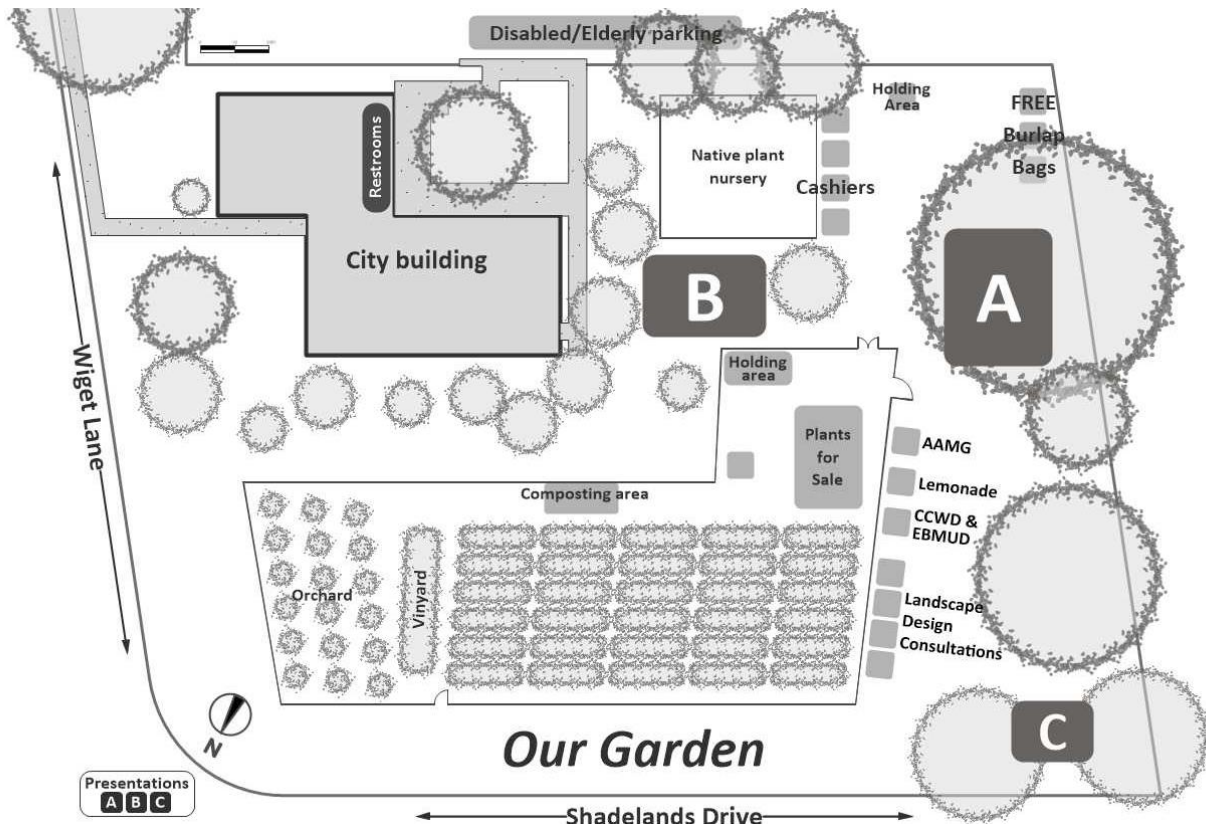 Disabled/Elderly parking
Holding
Area
FREE
Burlap
Bags
Restrooms
Native plant
nursery
Cashiers
City building
B
A
Wiget Lane
Holding
area
Plants
for
Sale
AAMG
Lemonade
CCWD &
EBMUD
Composting area
Orchard
Vinyard
Landscape
Design
Consultations
N
C
Our Garden
Presentations
A B C
Shadelands Drive